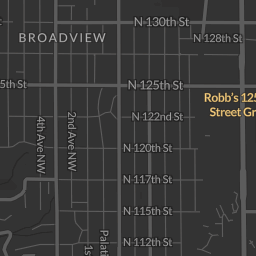 N 130th St
BROADVIEW
N 128th St
5th St
N 125th St
Robb's 125
Street Gr
N 122nd St
4th Ave NW
2nd Ave NW
N 120th St
N 117th St
N 115th St
Palati
1s
N 112th St